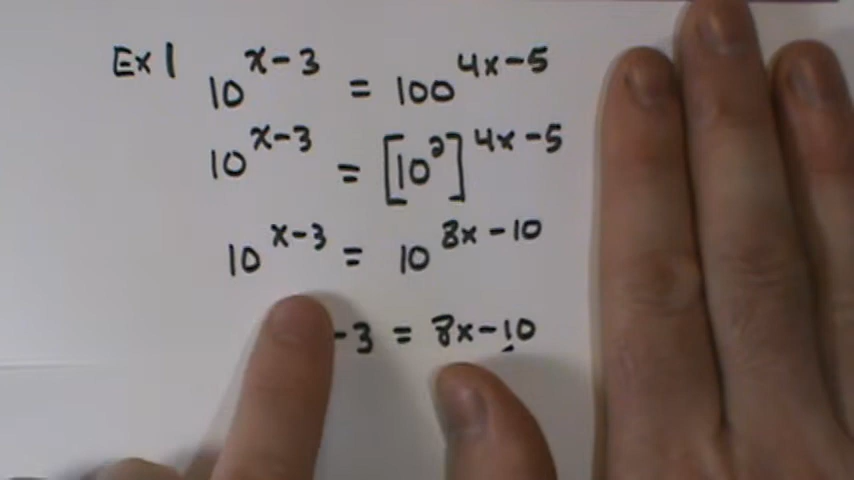 Ex 1 10^{x-3} = 100^{4x-5}
10^{x-3} = [10^2]^{4x-5}
10^{x-3} = 10^{8x-10}
-3 = 8x-10